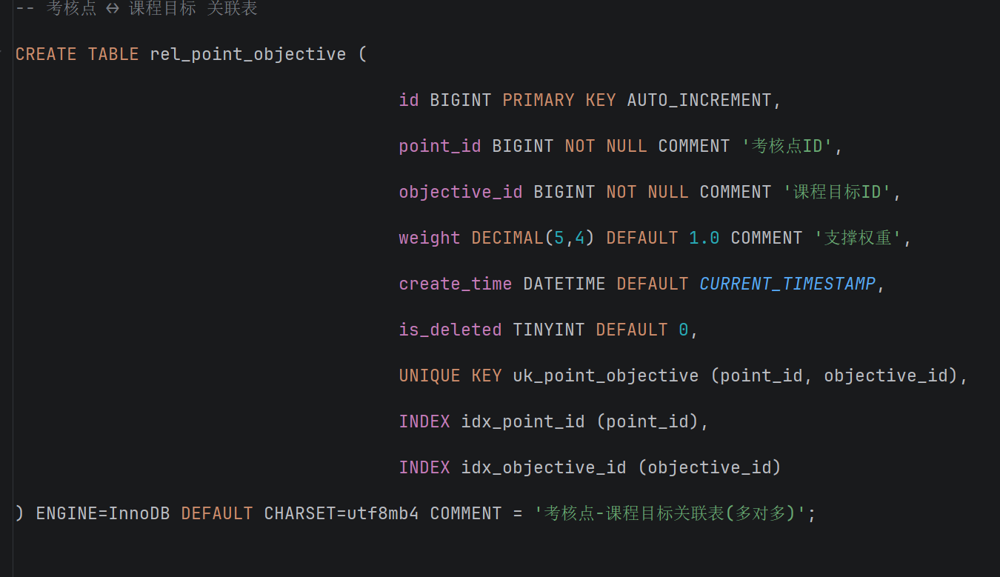 -- 考核点 ↔ 课程目标 关联表
CREATE TABLE rel_point_objective (
id BIGINT PRIMARY KEY AUTO_INCREMENT,
point_id BIGINT NOT NULL COMMENT '考核点ID',
objective_id BIGINT NOT NULL COMMENT '课程目标ID',
weight DECIMAL(5,4) DEFAULT 1.0 COMMENT '支撑权重',
create_time DATETIME DEFAULT CURRENT_TIMESTAMP,
is_deleted TINYINT DEFAULT 0,
UNIQUE KEY uk_point_objective (point_id, objective_id),
INDEX idx_point_id (point_id),
INDEX idx_objective_id (objective_id)
) ENGINE=InnoDB DEFAULT CHARSET=utf8mb4 COMMENT = '考核点-课程目标关联表(多对多)';